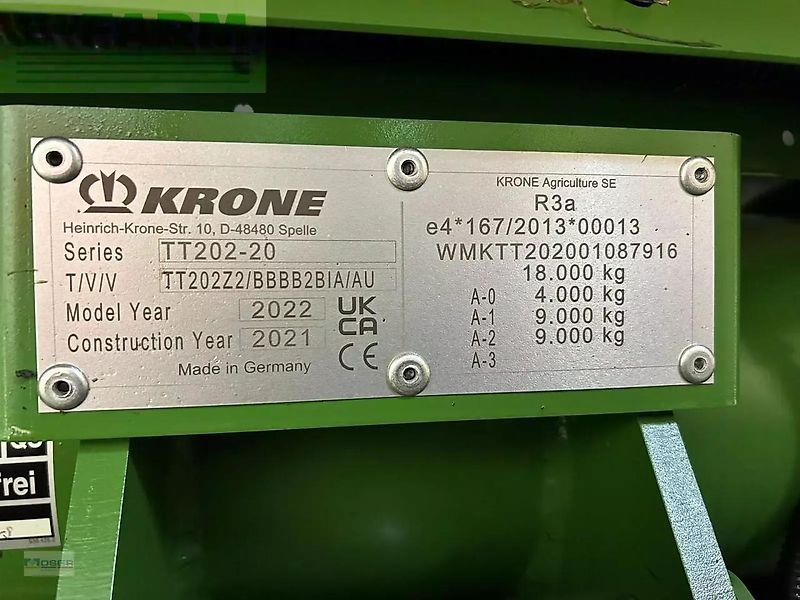 KRONE
Heinrich-Krone-Str. 10, D-48480 Spelle
Series TT202-20
T/V/V TT202Z2/BBBB2BIA/AU
Model Year 2022
Construction Year 2021
UK
CA
CE
Made in Germany
KRONE Agriculture SE
R3a
e4*167/2013*00013
WMKTT202001087916
18.000 kg
A-0 4.000 kg
A-1 9.000 kg
A-2 9.000 kg
A-3
frei
MOSER